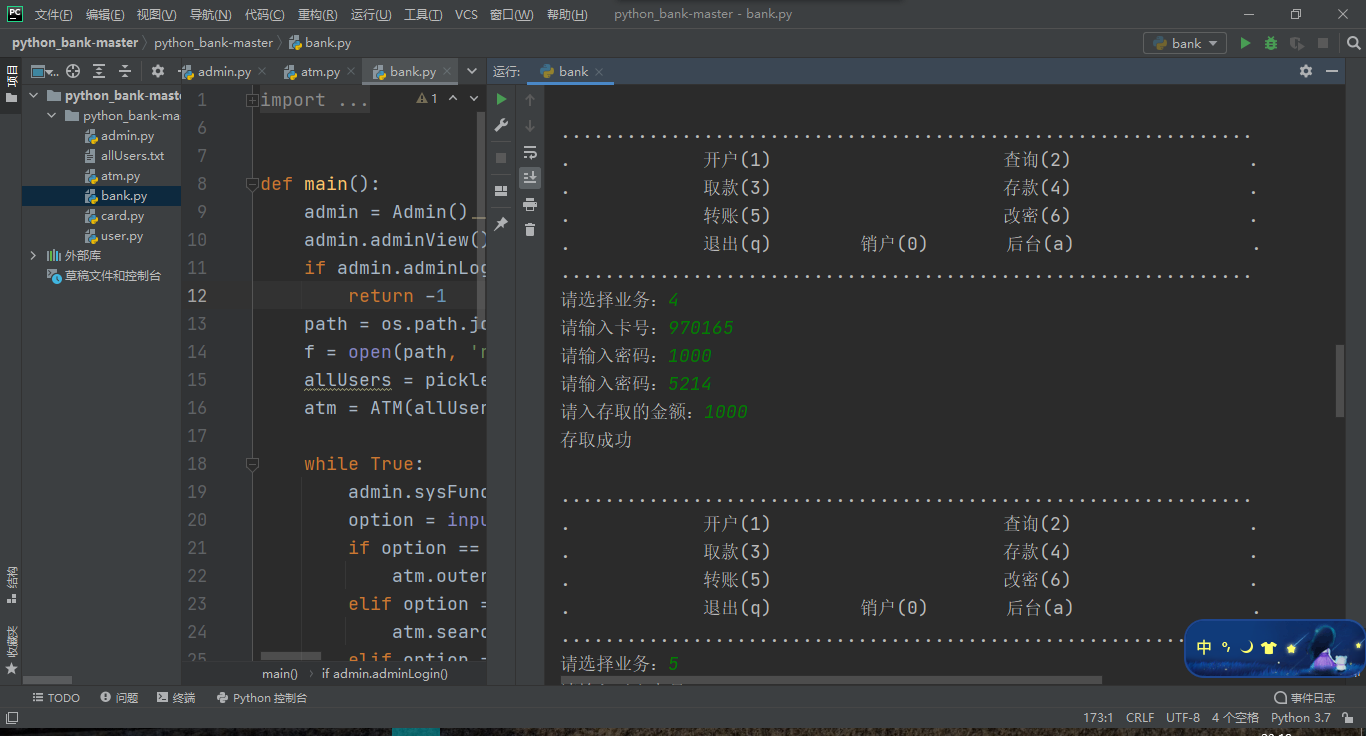 PC 文件(F) 编辑(E) 视图(V) 导航(N) 代码(C) 重构(R) 运行(U) 工具(T) VCS 窗口(W) 帮助(H) python_bank-master - bank.py
python_bank-master python_bank-master bank.py bank
项目
admin.py atm.py bank.py 运行: bank
python_bank-maste
python_bank-ma
admin.py
allUsers.txt
atm.py
bank.py
card.py
user.py
外部库
草稿文件和控制台
结构
收藏夹
1 import ... 1
6
7
8 def main():
9 admin = Admin()
10 admin.adminView()
11 if admin.adminLog
12 return -1
13 path = os.path.jo
14 f = open(path, 'r
15 allUsers = pickle
16 atm = ATM(allUser
17
18 while True:
19 admin.sysFunc
20 option = inpu
21 if option ==
22 atm.outer
23 elif option =
24 atm.searc
25 elif option =
main() if admin.adminLogin()
................................................................
. 开户(1) 查询(2) .
. 取款(3) 存款(4) .
. 转账(5) 改密(6) .
. 退出(q) 销户(0) 后台(a) .
................................................................
请选择业务：4
请输入卡号：970165
请输入密码：1000
请输入密码：5214
请入存取的金额：1000
存取成功
................................................................
. 开户(1) 查询(2) .
. 取款(3) 存款(4) .
. 转账(5) 改密(6) .
. 退出(q) 销户(0) 后台(a) .
................................................................
请选择业务：5
中
TODO 问题 终端 Python 控制台 事件日志
173:1 CRLF UTF-8 4 个空格 Python 3.7